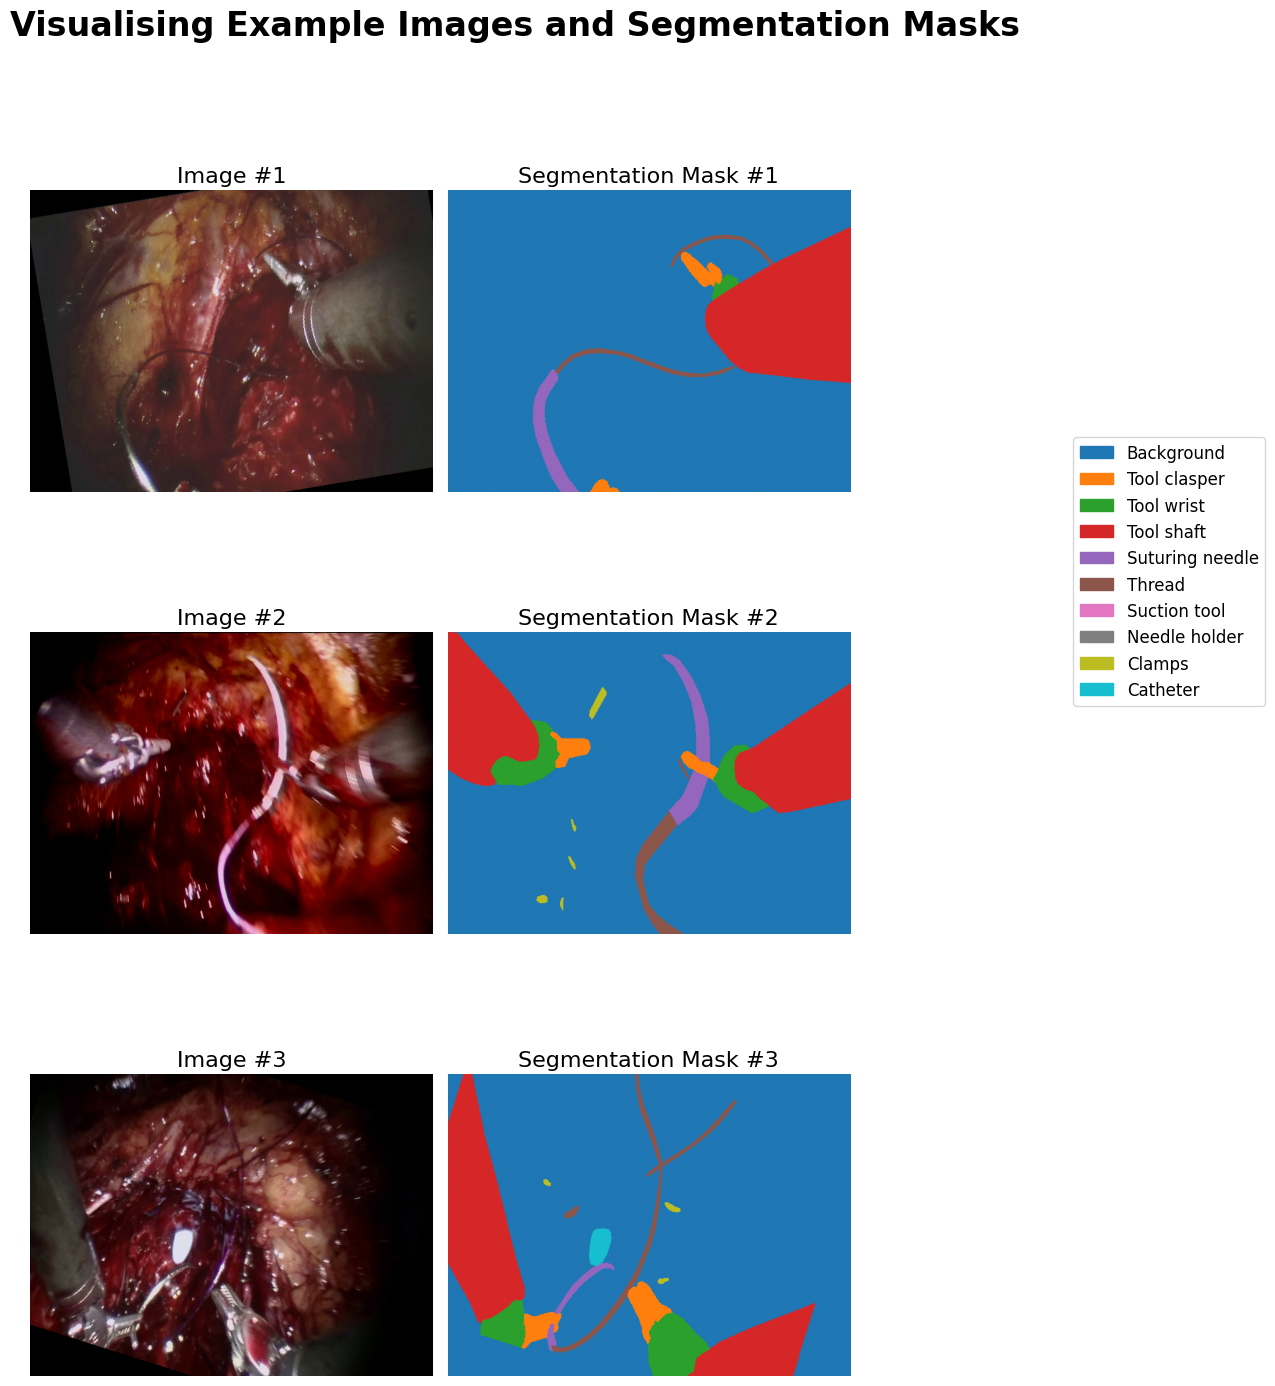 Visualising Example Images and Segmentation Masks
Image #1
Segmentation Mask #1
Background
Tool clasper
Tool wrist
Tool shaft
Suturing needle
Thread
Suction tool
Needle holder
Clamps
Catheter
Image #2
Segmentation Mask #2
Image #3
Segmentation Mask #3